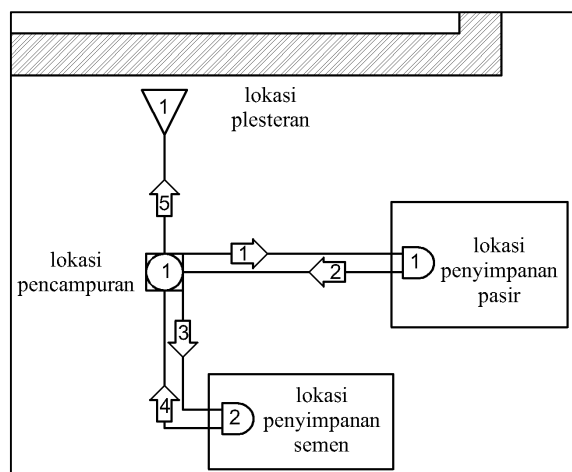 1
lokasi
plesteran
5
lokasi
pencampuran
1
1
2
1
lokasi
penyimpanan
pasir
3
4
2
lokasi
penyimpanan
semen